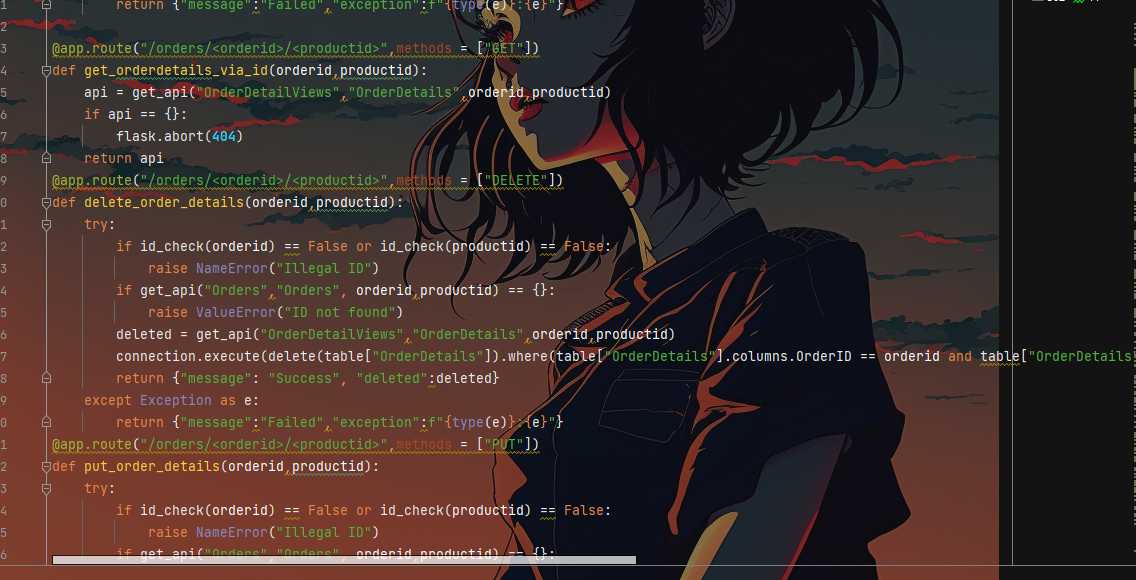 1 return {"message":"Failed","exception":f"{type(e)}:{e}"}
2
3 @app.route("/orders/<orderid>/<productid>",methods = ["GET"])
4 def get_orderdetails_via_id(orderid,productid):
5 api = get_api("OrderDetailViews","OrderDetails",orderid,productid)
6 if api == {}:
7 flask.abort(404)
8 return api
9 @app.route("/orders/<orderid>/<productid>",methods = ["DELETE"])
0 def delete_order_details(orderid,productid):
1 try:
2 if id_check(orderid) == False or id_check(productid) == False:
3 raise NameError("Illegal ID")
4 if get_api("Orders","Orders", orderid,productid) == {}:
5 raise ValueError("ID not found")
6 deleted = get_api("OrderDetailViews","OrderDetails",orderid,productid)
7 connection.execute(delete(table["OrderDetails"]).where(table["OrderDetails"].columns.OrderID == orderid and table["OrderDetails
8 return {"message": "Success", "deleted":deleted}
9 except Exception as e:
0 return {"message":"Failed","exception":f"{type(e)}:{e}"}
1 @app.route("/orders/<orderid>/<productid>",methods = ["PUT"])
2 def put_order_details(orderid,productid):
3 try:
4 if id_check(orderid) == False or id_check(productid) == False:
5 raise NameError("Illegal ID")
6 if get_api("Orders","Orders", orderid,productid) == {}: